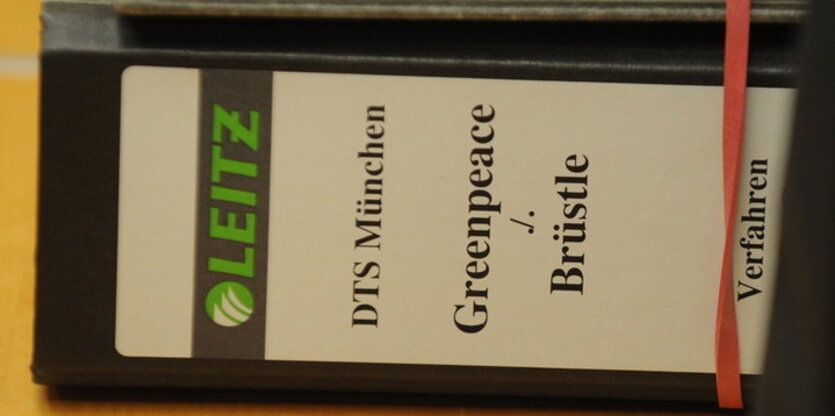 LEITZ
DTS München
Greenpeace
./.
Brüstle
Verfahren